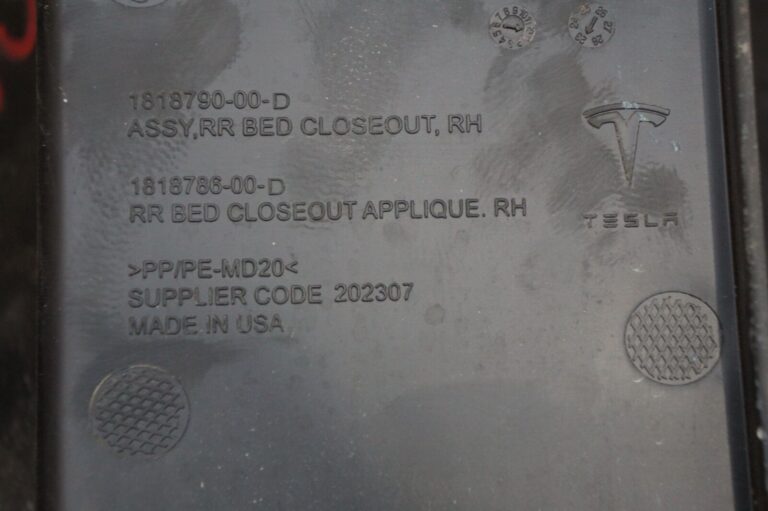 1818790-00-D
ASSY,RR BED CLOSEOUT, RH
1818786-00-D
RR BED CLOSEOUT APPLIQUE. RH
TESLA
>PP/PE-MD20<
SUPPLIER CODE 202307
MADE IN USA